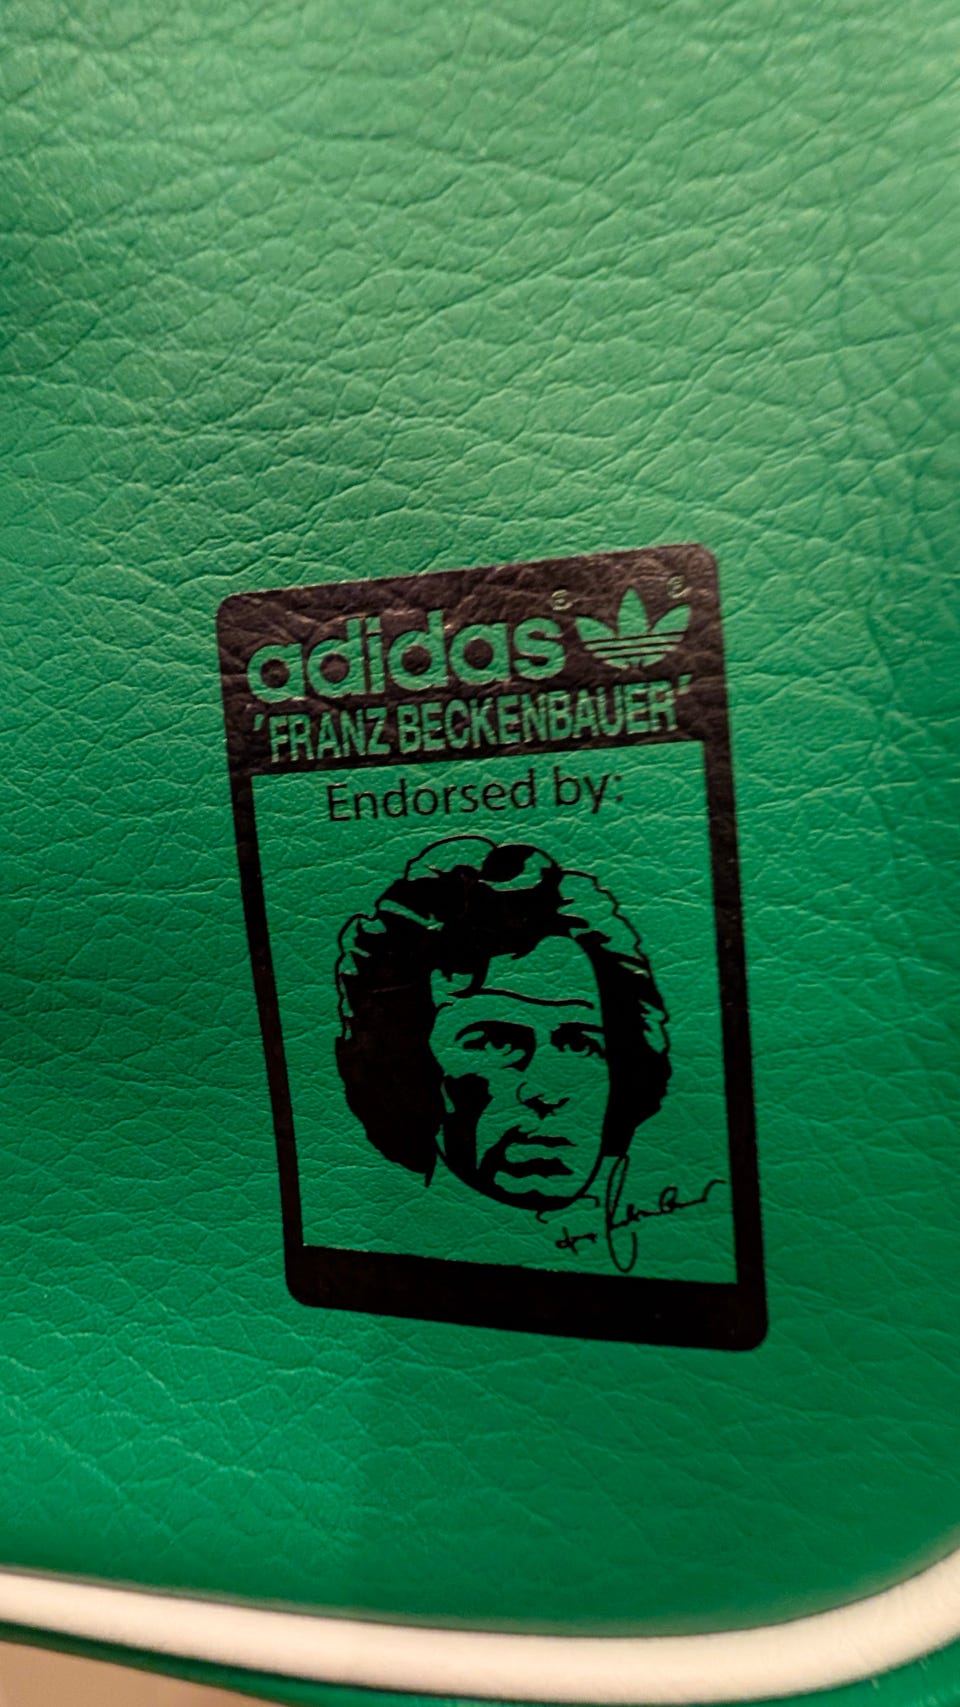 adidas® ®
'FRANZ BECKENBAUER'
Endorsed by: